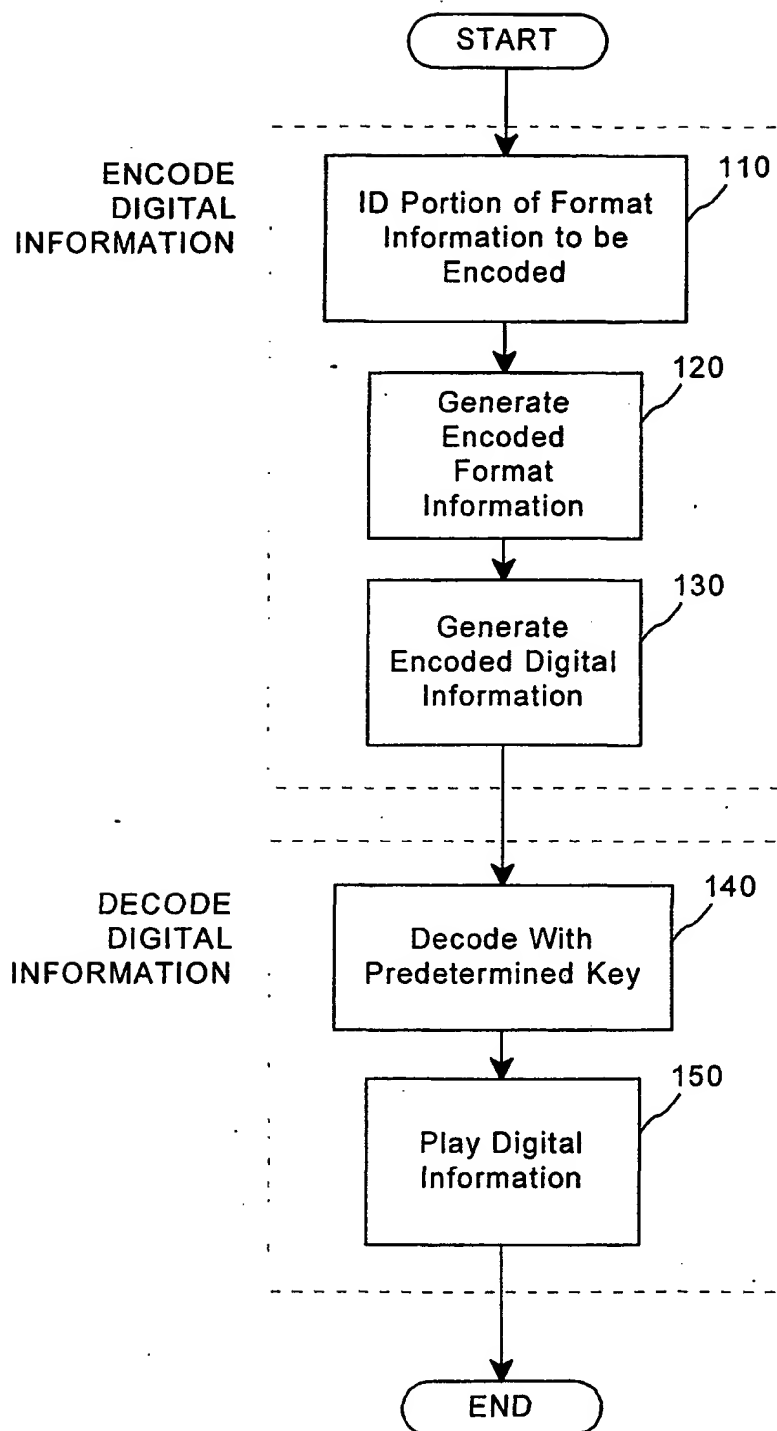 START
ENCODE
DIGITAL
INFORMATION
110
ID Portion of Format
Information to be
Encoded
120
Generate
Encoded
Format
Information
130
Generate
Encoded Digital
Information
DECODE
DIGITAL
INFORMATION
140
Decode With
Predetermined Key
150
Play Digital
Information
END